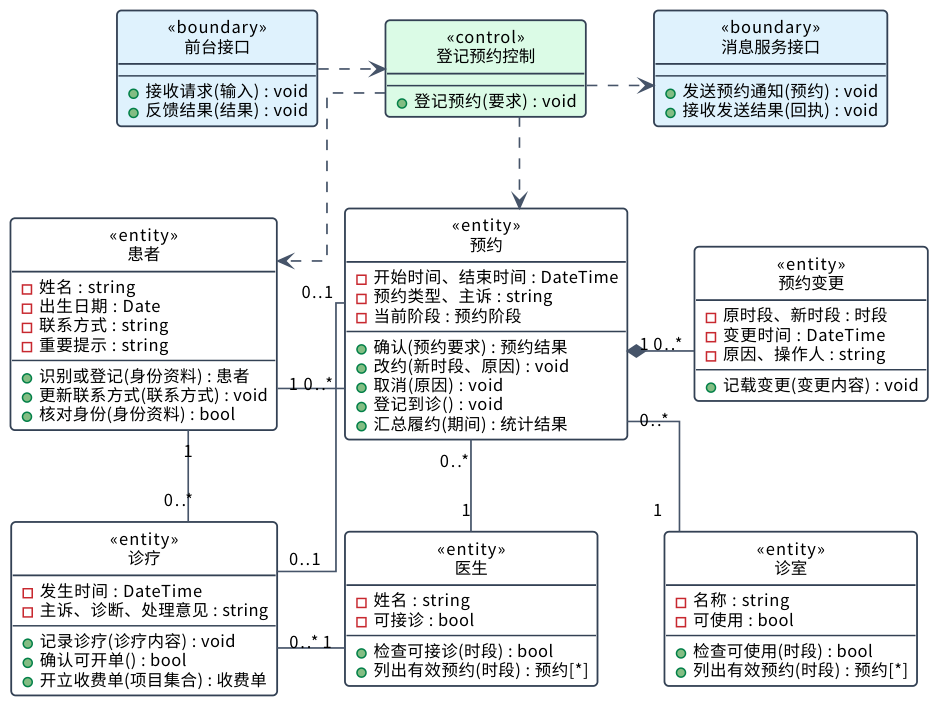 «boundary»
前台接口
接收请求(输入) : void
反馈结果(结果) : void
«control»
登记预约控制
登记预约(要求) : void
«boundary»
消息服务接口
发送预约通知(预约) : void
接收发送结果(回执) : void
«entity»
患者
姓名 : string
出生日期 : Date
联系方式 : string
重要提示 : string
识别或登记(身份资料) : 患者
更新联系方式(联系方式) : void
核对身份(身份资料) : bool
«entity»
预约
开始时间、结束时间 : DateTime
预约类型、主诉 : string
当前阶段 : 预约阶段
确认(预约要求) : 预约结果
改约(新时段、原因) : void
取消(原因) : void
登记到诊() : void
汇总履约(期间) : 统计结果
«entity»
预约变更
原时段、新时段 : 时段
变更时间 : DateTime
原因、操作人 : string
记载变更(变更内容) : void
0..1
1 0..*
1 0..*
0..*
1
0..*
0..*
1
1
0..1
0..* 1
«entity»
诊疗
发生时间 : DateTime
主诉、诊断、处理意见 : string
记录诊疗(诊疗内容) : void
确认可开单() : bool
开立收费单(项目集合) : 收费单
«entity»
医生
姓名 : string
可接诊 : bool
检查可接诊(时段) : bool
列出有效预约(时段) : 预约[*]
«entity»
诊室
名称 : string
可使用 : bool
检查可使用(时段) : bool
列出有效预约(时段) : 预约[*]